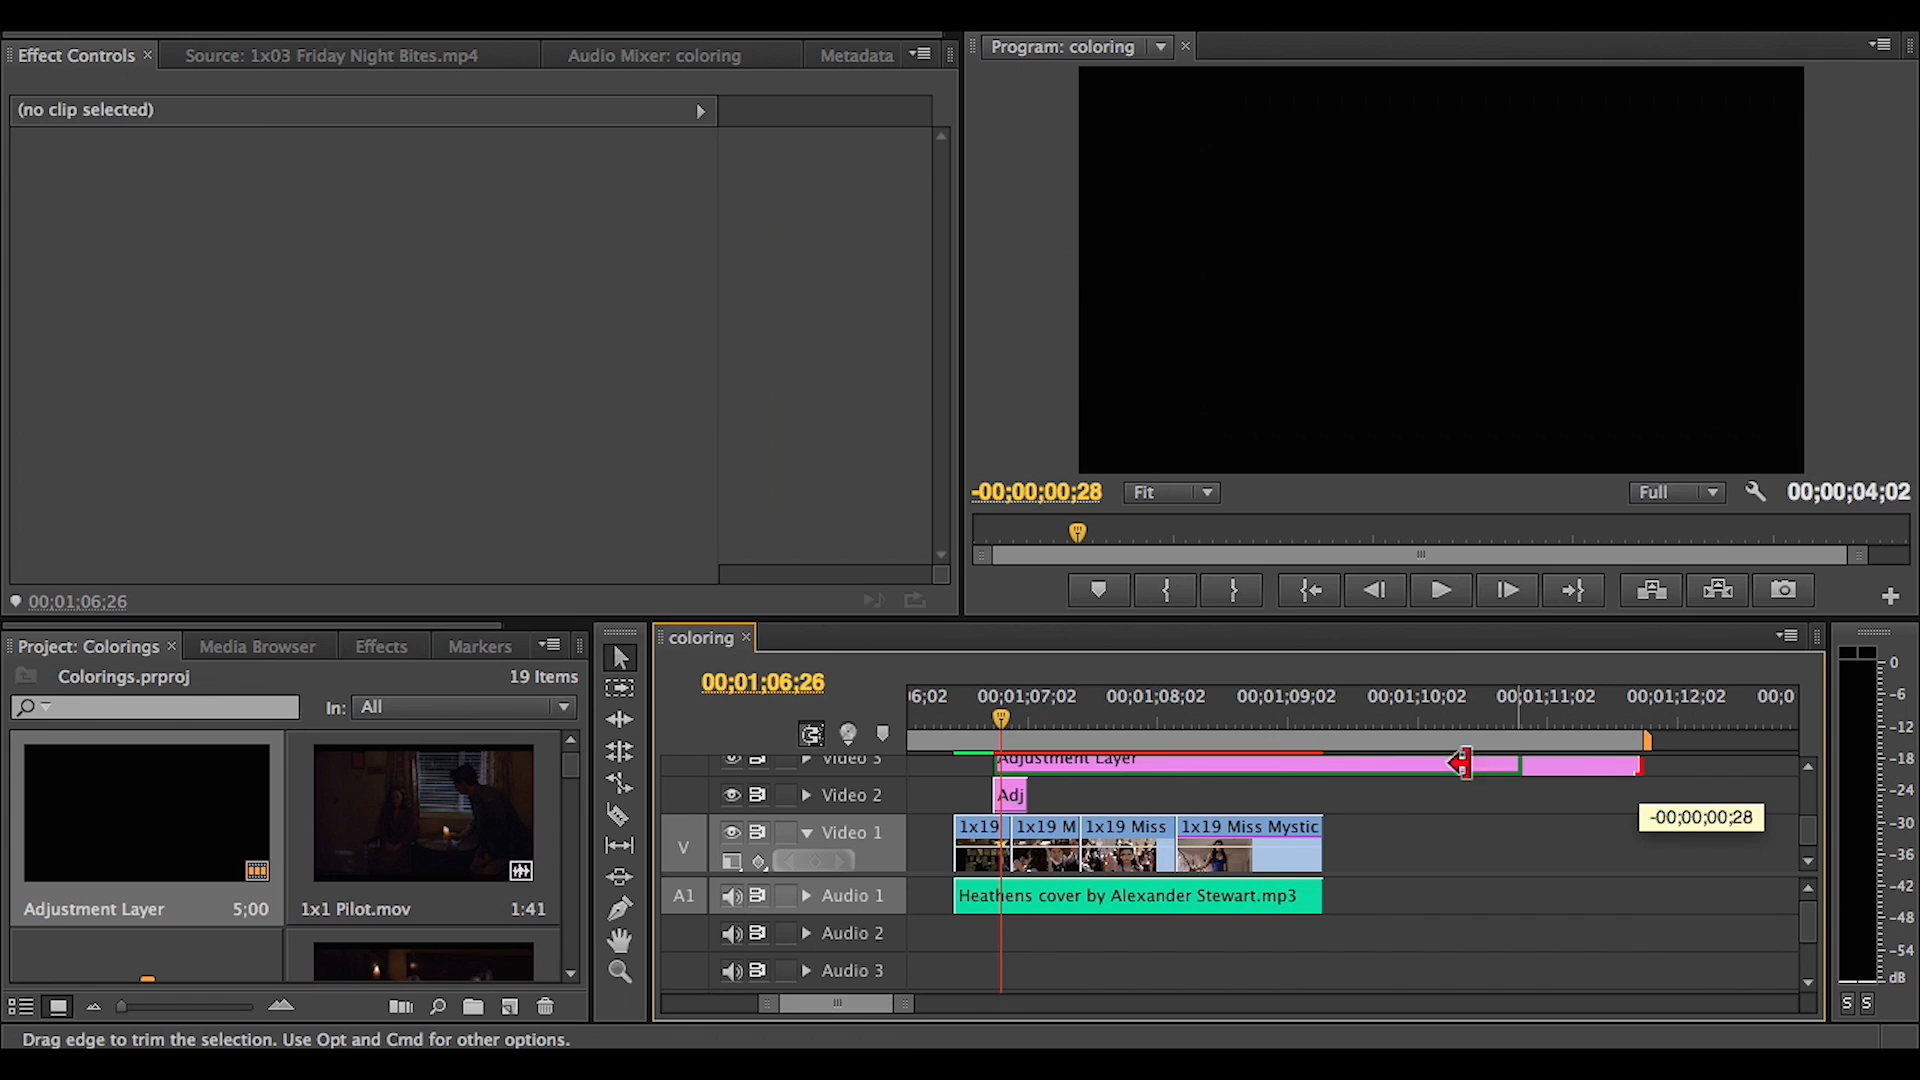 Effect Controls
Source: 1x03 Friday Night Bites.mp4
Audio Mixer: coloring
Metadata
Program: coloring
(no clip selected)
-00;00;00;28
Fit
Full
00;00;04;02
00;01;06;26
Project: Colorings
Media Browser
Effects
Markers
Colorings.prproj
19 Items
In: All
Adjustment Layer 5;00
1x1 Pilot.mov 1:41
coloring
00;01;06;26
06;02 00;01;07;02 00;01;08;02 00;01;09;02 00;01;10;02 00;01;11;02 00;01;12;02 00;0
Video 3
Adjustment Layer
Video 2
Adj
V
Video 1
1x19
1x19 M
1x19 Miss
1x19 Miss Mystic
-00;00;00;28
A1
Audio 1
Heathens cover by Alexander Stewart.mp3
Audio 2
Audio 3
0
-6
-12
-18
-24
-30
-36
-42
-48
-54
dB
S S
Drag edge to trim the selection. Use Opt and Cmd for other options.